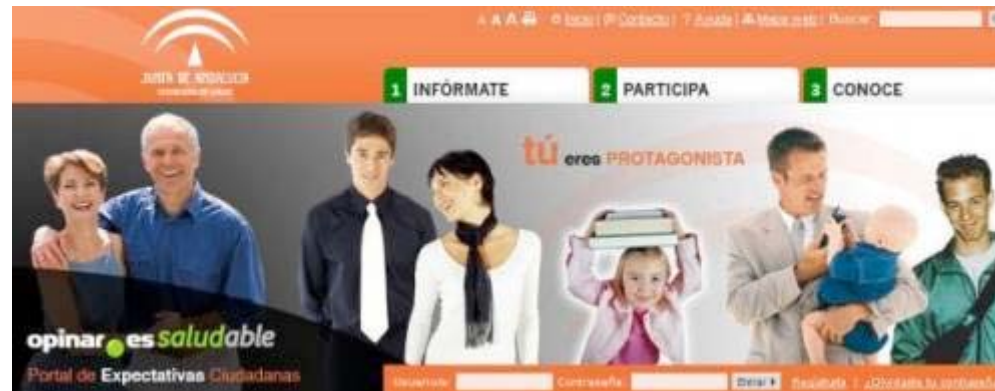 A A A Inicio | Contacto | ? Ayuda | Mapa web | Buscar:
JUNTA DE ANDALUCIA
1 INFÓRMATE
2 PARTICIPA
3 CONOCE
tú eres PROTAGONISTA
opinar es saludable
Portal de Expectativas Ciudadanas
Usuario/a: Contraseña: Entrar Regístrate | ¿Olvidaste tu contraseña